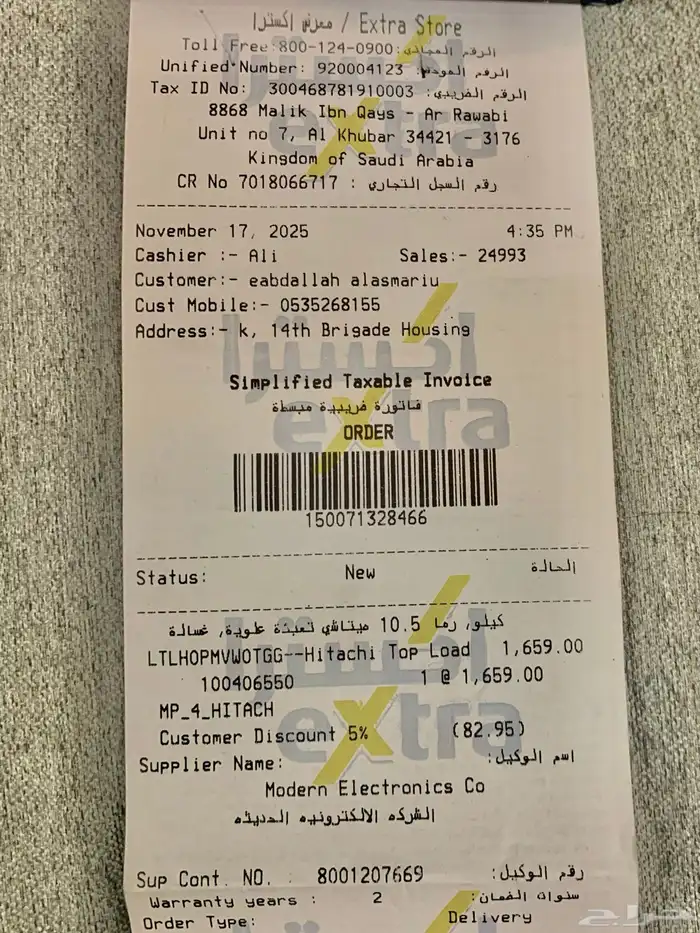 معرض إكسترا / Extra Store
Toll Free:800-124-0900:الرقم المجاني
Unified Number: 920004123 :الرقم الموحد
Tax ID No: 300468781910003 :الرقم الضريبي
8868 Malik Ibn Qays - Ar Rawabi
Unit no 7, Al Khubar 34421 - 3176
Kingdom of Saudi Arabia
CR No 7018066717 : رقم السجل التجاري
November 17, 2025 4:35 PM
Cashier :- Ali Sales:- 24993
Customer:- eabdallah alasmariu
Cust Mobile:- 0535268155
Address:- k, 14th Brigade Housing
Simplified Taxable Invoice
فاتورة ضريبية مبسطة
ORDER
150071328466
Status: New الحالة
كيلو, رما 10.5 هيتاشي تعبئة علوية, غسالة
LTLHOPMVWOTGG--Hitachi Top Load 1,659.00
100406550 1 @ 1,659.00
MP_4_HITACH
Customer Discount 5% (82.95)
Supplier Name: اسم الوكيل:
Modern Electronics Co
الشركه الالكترونيه الحديثه
Sup Cont. NO. : 8001207669 رقم الوكيل:
Warranty years : 2 سنوات الضمان:
Order Type: Delivery
حراج
إكسترا
extra